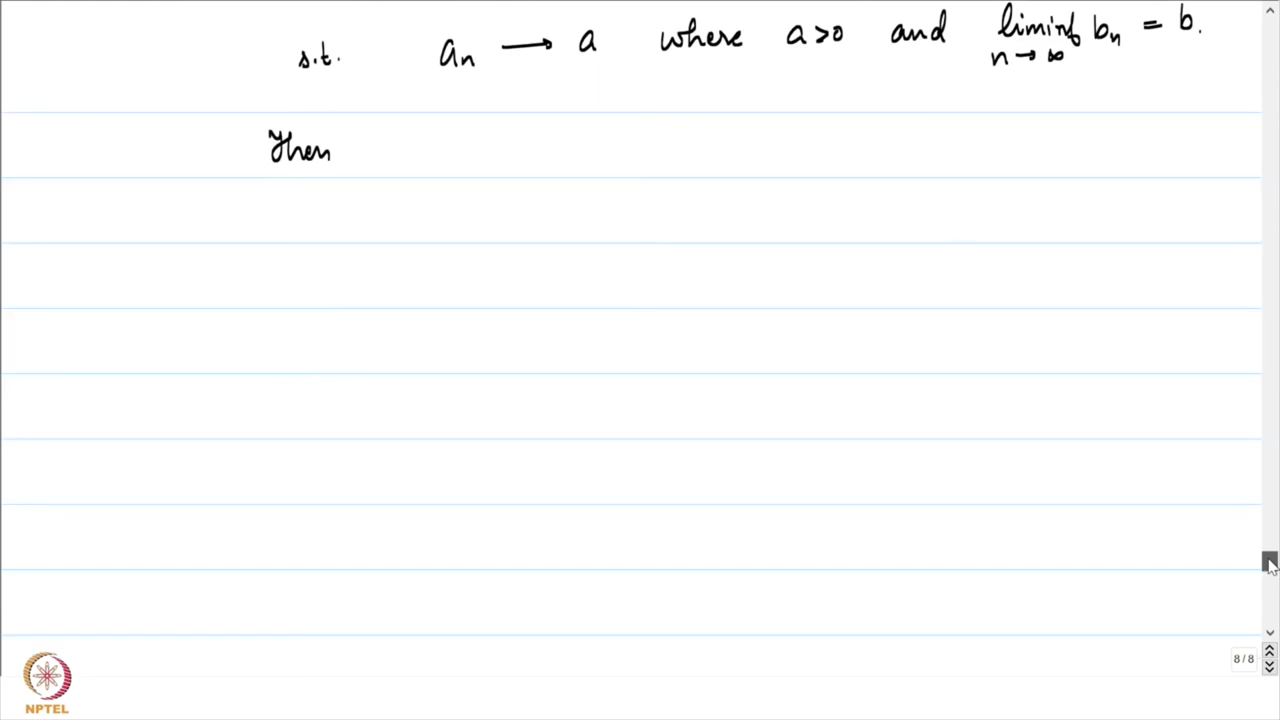 s.t. aₙ → a where a>0 and liminf bₙ = b.
n→∞
Then
8 / 8
NPTEL